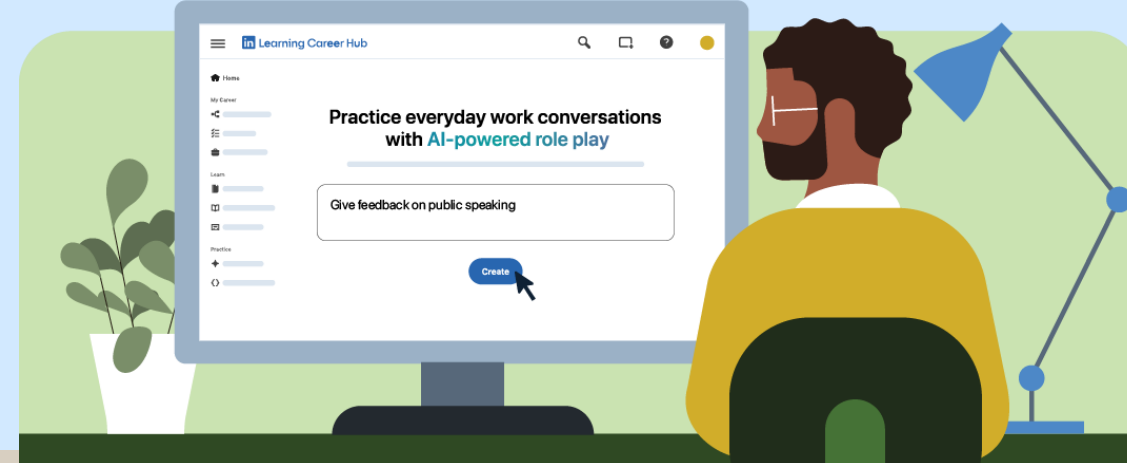 in Learning Career Hub
Home
My Career
Learn
Practice
Practice everyday work conversations
with AI-powered role play
Give feedback on public speaking
Create